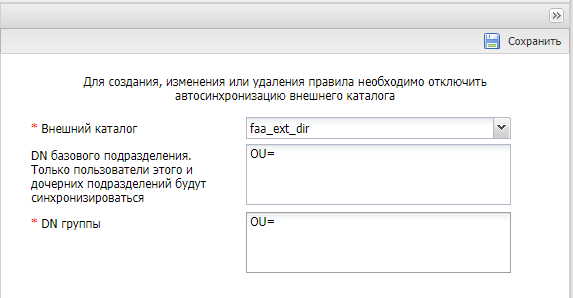 Сохранить
Для создания, изменения или удаления правила необходимо отключить
автосинхронизацию внешнего каталога
* Внешний каталог
faa_ext_dir
DN базового подразделения.
Только пользователи этого и
дочерних подразделений будут
синхронизироваться
OU=
* DN группы
OU=